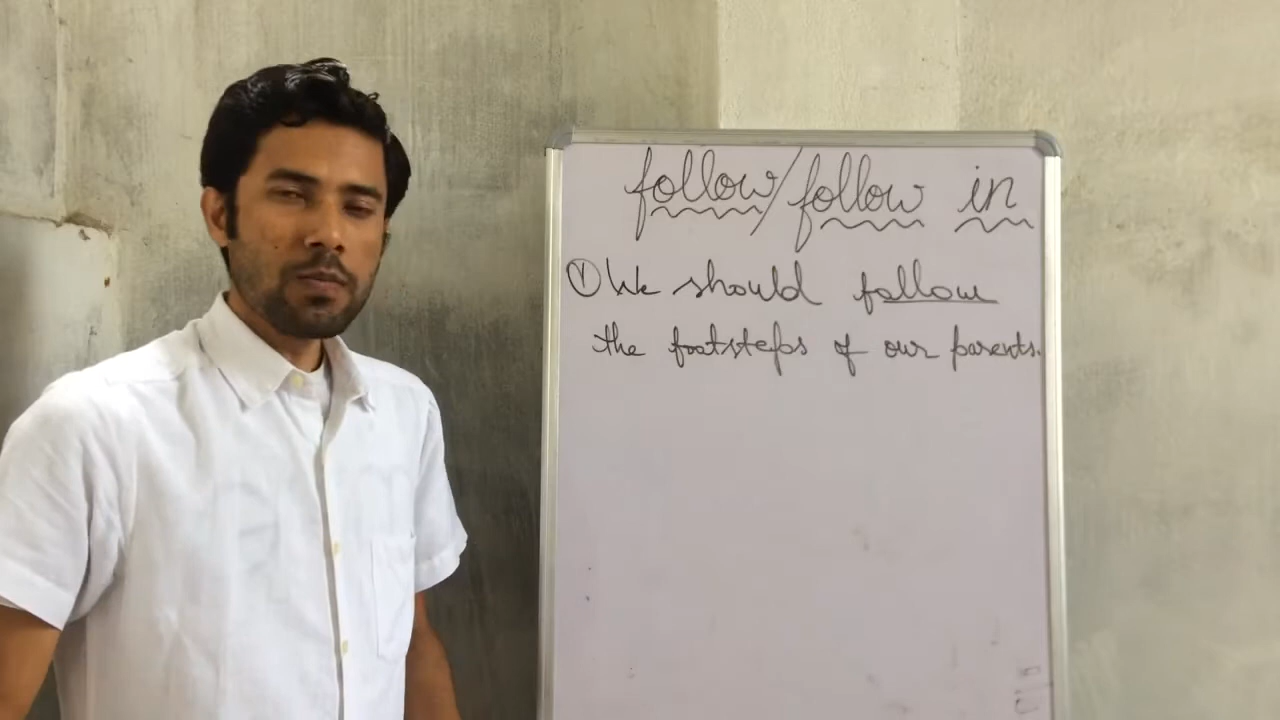 follow/follow in
① We should follow
the footsteps of our parents.